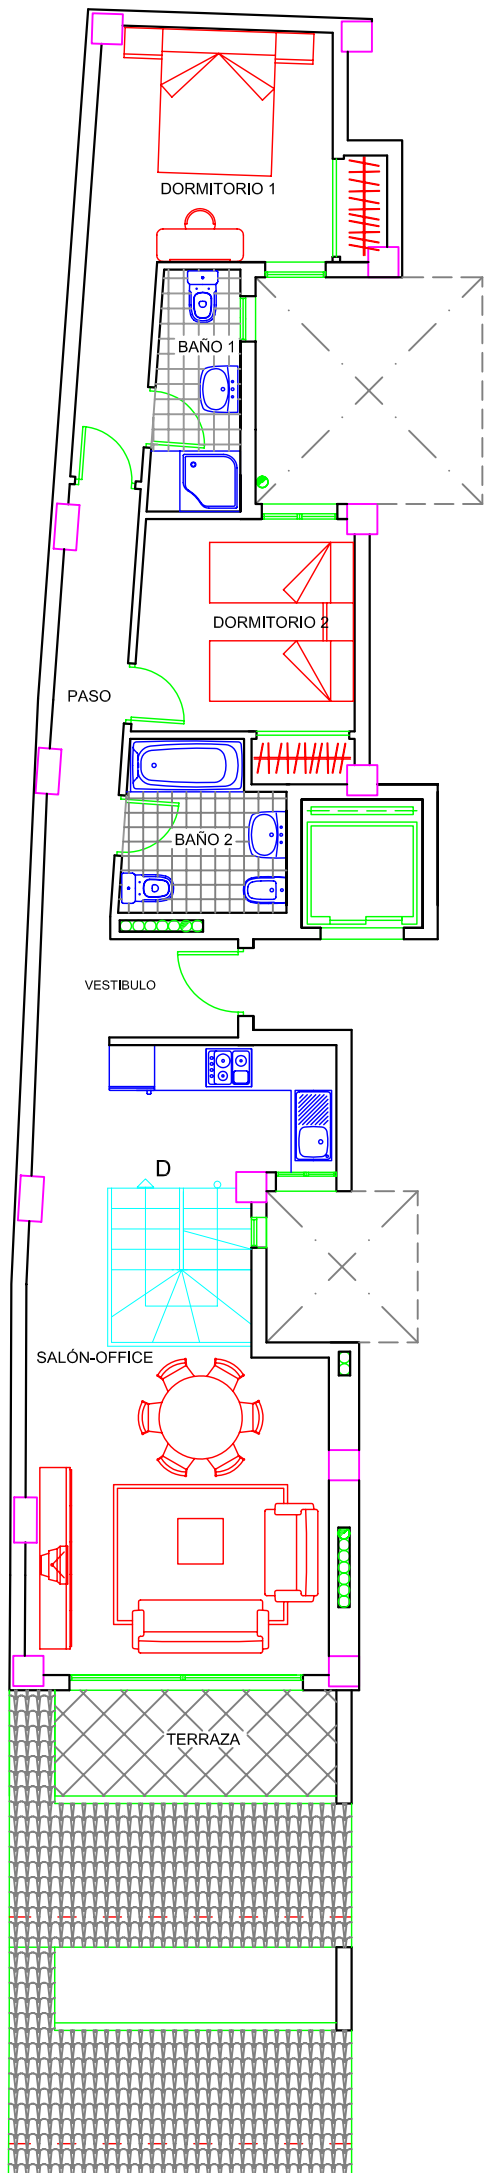 DORMITORIO 1
BAÑO 1
DORMITORIO 2
PASO
BAÑO 2
VESTIBULO
D
SALÓN-OFFICE
TERRAZA